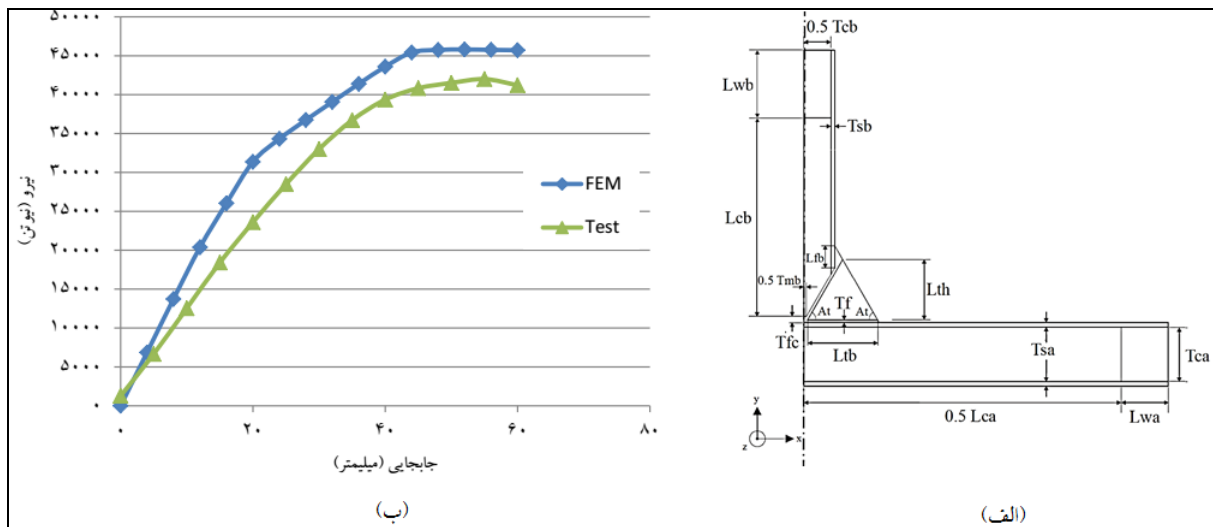 ۵۰۰۰۰
۴۵۰۰۰
۴۰۰۰۰
۳۵۰۰۰
۳۰۰۰۰
۲۵۰۰۰
۲۰۰۰۰
۱۵۰۰۰
۱۰۰۰۰
۵۰۰۰
۰
نیرو (نیوتن)
FEM
Test
۰ ۲۰ ۴۰ ۶۰ ۸۰
جابجایی (میلیمتر)
(ب)
0.5 Tcb
Lwb
Tsb
Lcb
Lfb
0.5 Tmb
Lth
Tf
At At
Tfc
Ltb
Tsa
Tca
y
z x
0.5 Lca
Lwa
(الف)